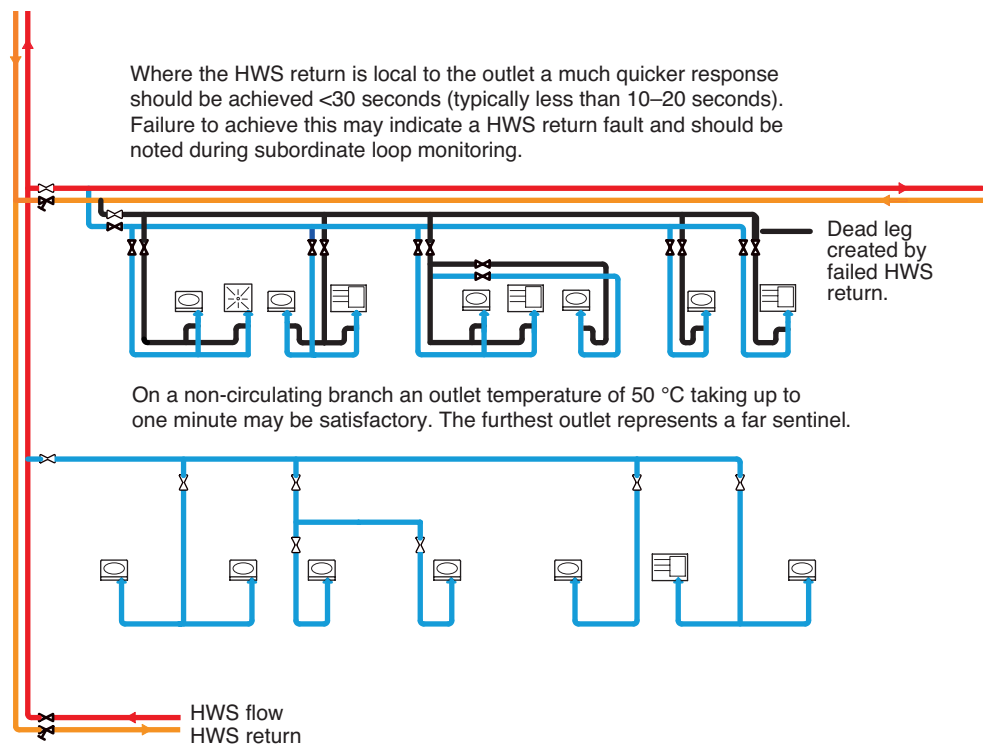 Where the HWS return is local to the outlet a much quicker response
should be achieved <30 seconds (typically less than 10–20 seconds).
Failure to achieve this may indicate a HWS return fault and should be
noted during subordinate loop monitoring.
Dead leg
created by
failed HWS
return.
On a non-circulating branch an outlet temperature of 50 °C taking up to
one minute may be satisfactory. The furthest outlet represents a far sentinel.
HWS flow
HWS return